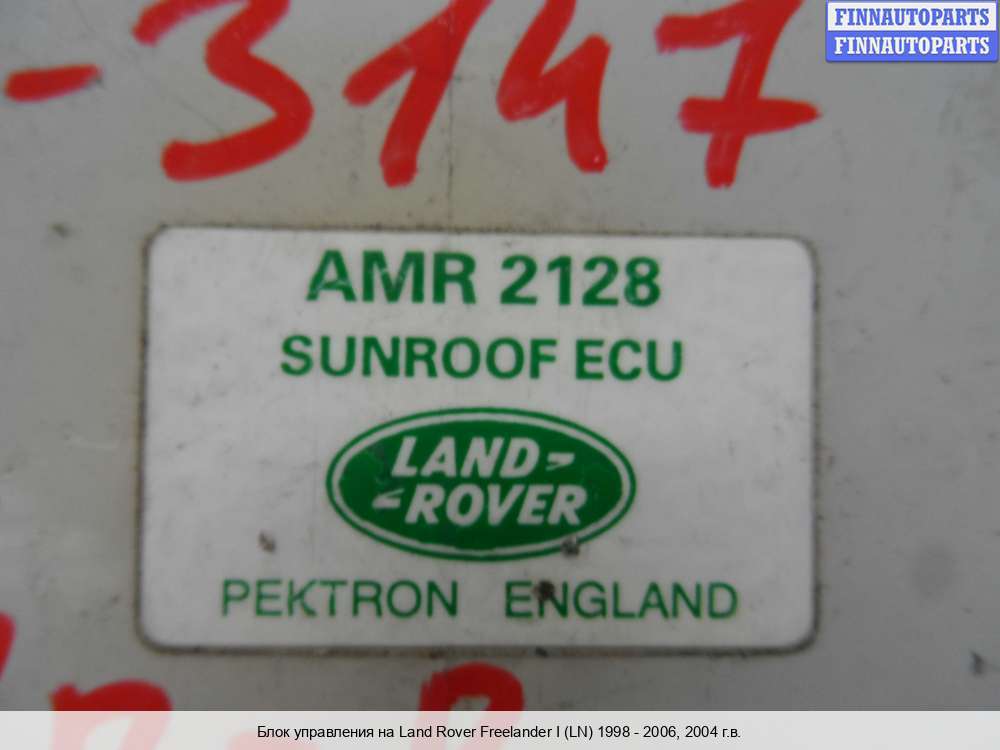 FINNAUTOPARTS
FINNAUTOPARTS
-3147
AMR 2128
SUNROOF ECU
LAND-
-ROVER
PEKTRON ENGLAND
Блок управления на Land Rover Freelander I (LN) 1998 - 2006, 2004 г.в.